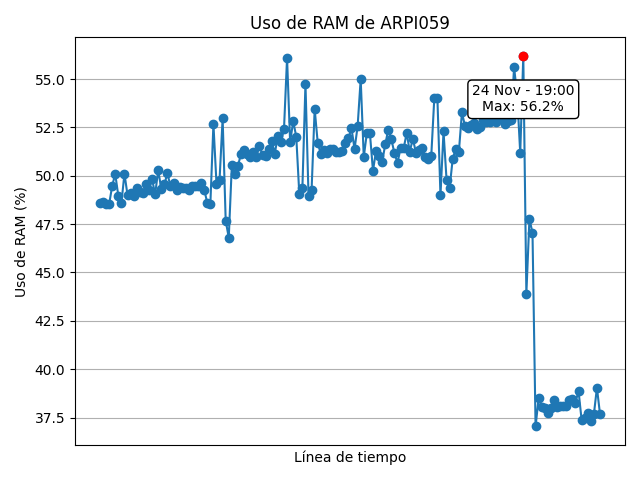 Uso de RAM de ARPI059
55.0
52.5
50.0
47.5
45.0
42.5
40.0
37.5
Uso de RAM (%)
24 Nov - 19:00
Max: 56.2%
Línea de tiempo